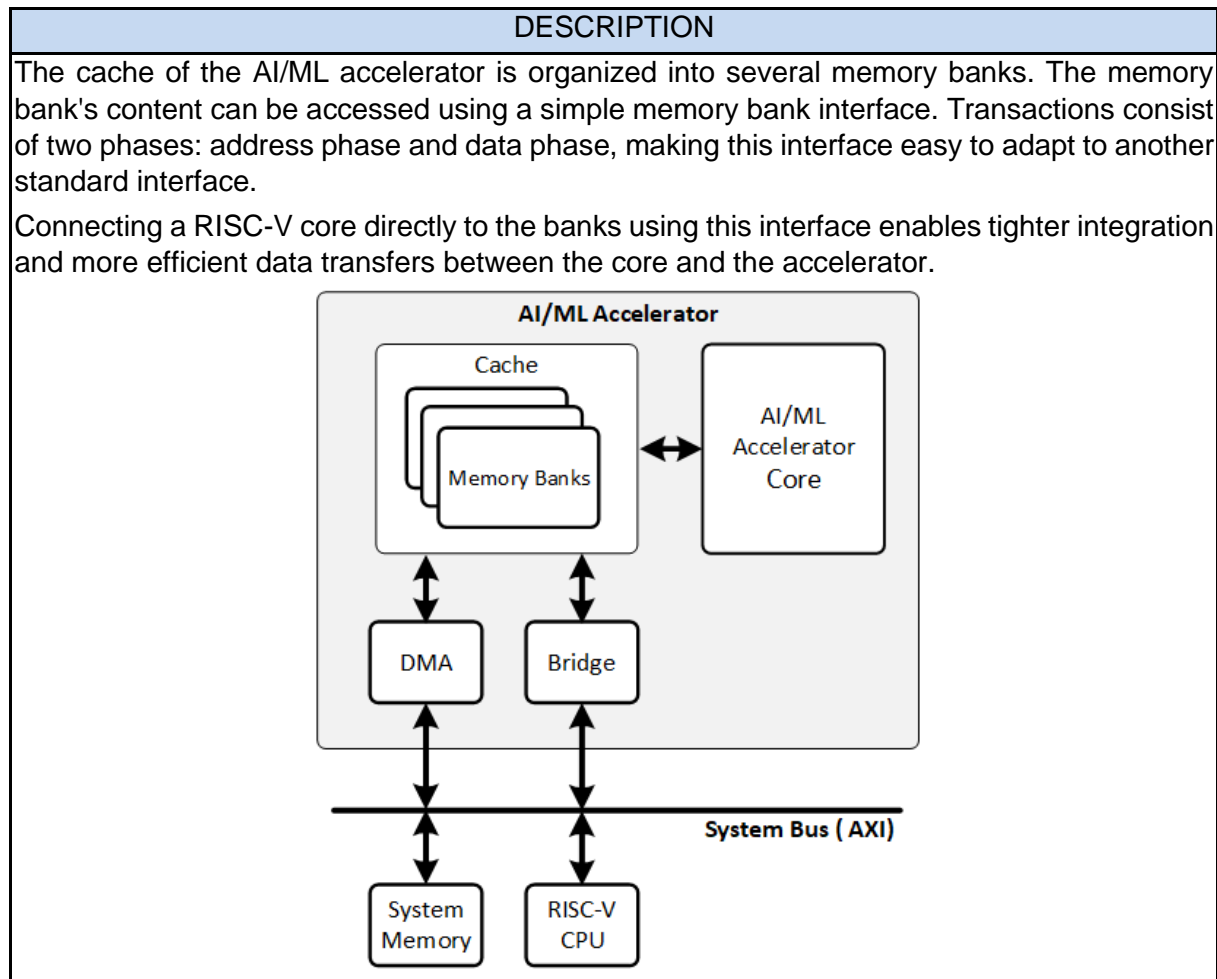 DESCRIPTION
The cache of the AI/ML accelerator is organized into several memory banks. The memory
bank's content can be accessed using a simple memory bank interface. Transactions consist
of two phases: address phase and data phase, making this interface easy to adapt to another
standard interface.
Connecting a RISC-V core directly to the banks using this interface enables tighter integration
and more efficient data transfers between the core and the accelerator.
AI/ML Accelerator
Cache
Memory Banks
AI/ML
Accelerator
Core
DMA
Bridge
System Bus ( AXI)
System
Memory
RISC-V
CPU